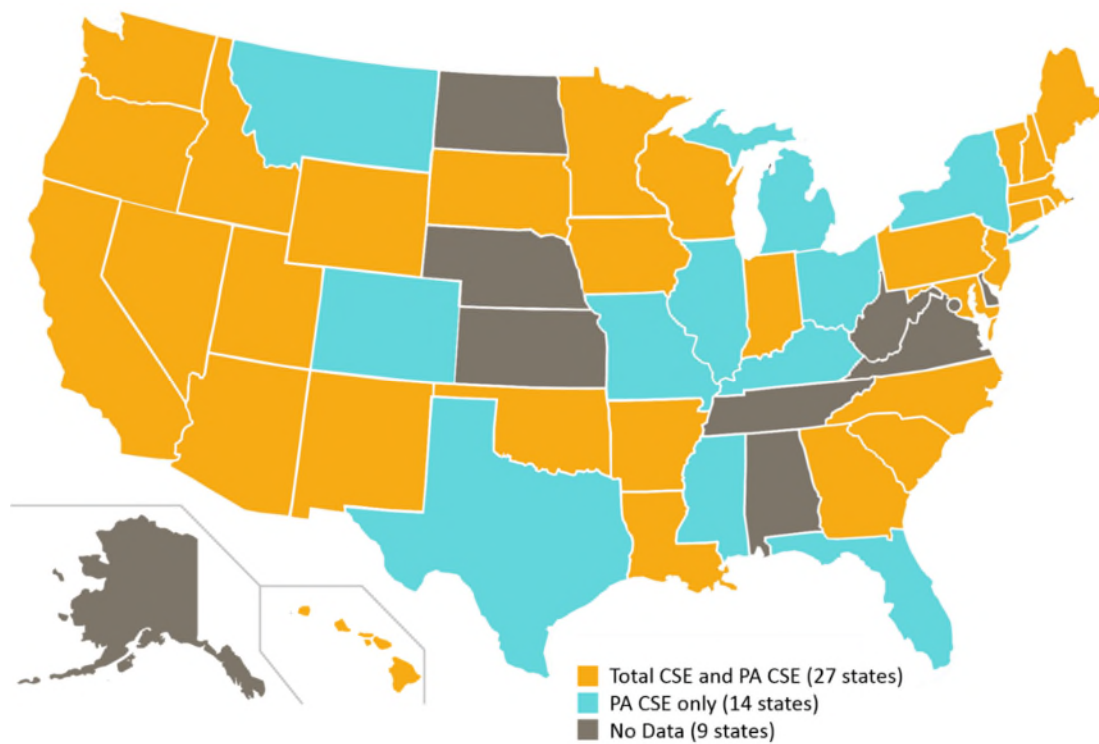 Total CSE and PA CSE (27 states)
PA CSE only (14 states)
No Data (9 states)